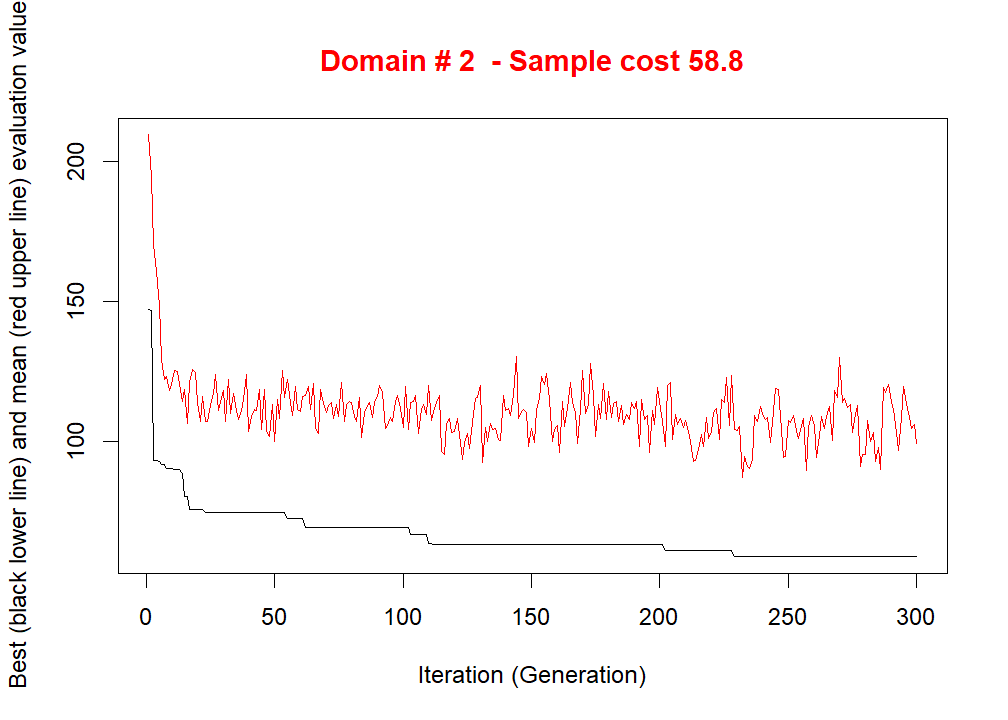 Domain # 2  - Sample cost 58.8
Best (black lower line) and mean (red upper line) evaluation value
200
150
100
0 50 100 150 200 250 300
Iteration (Generation)